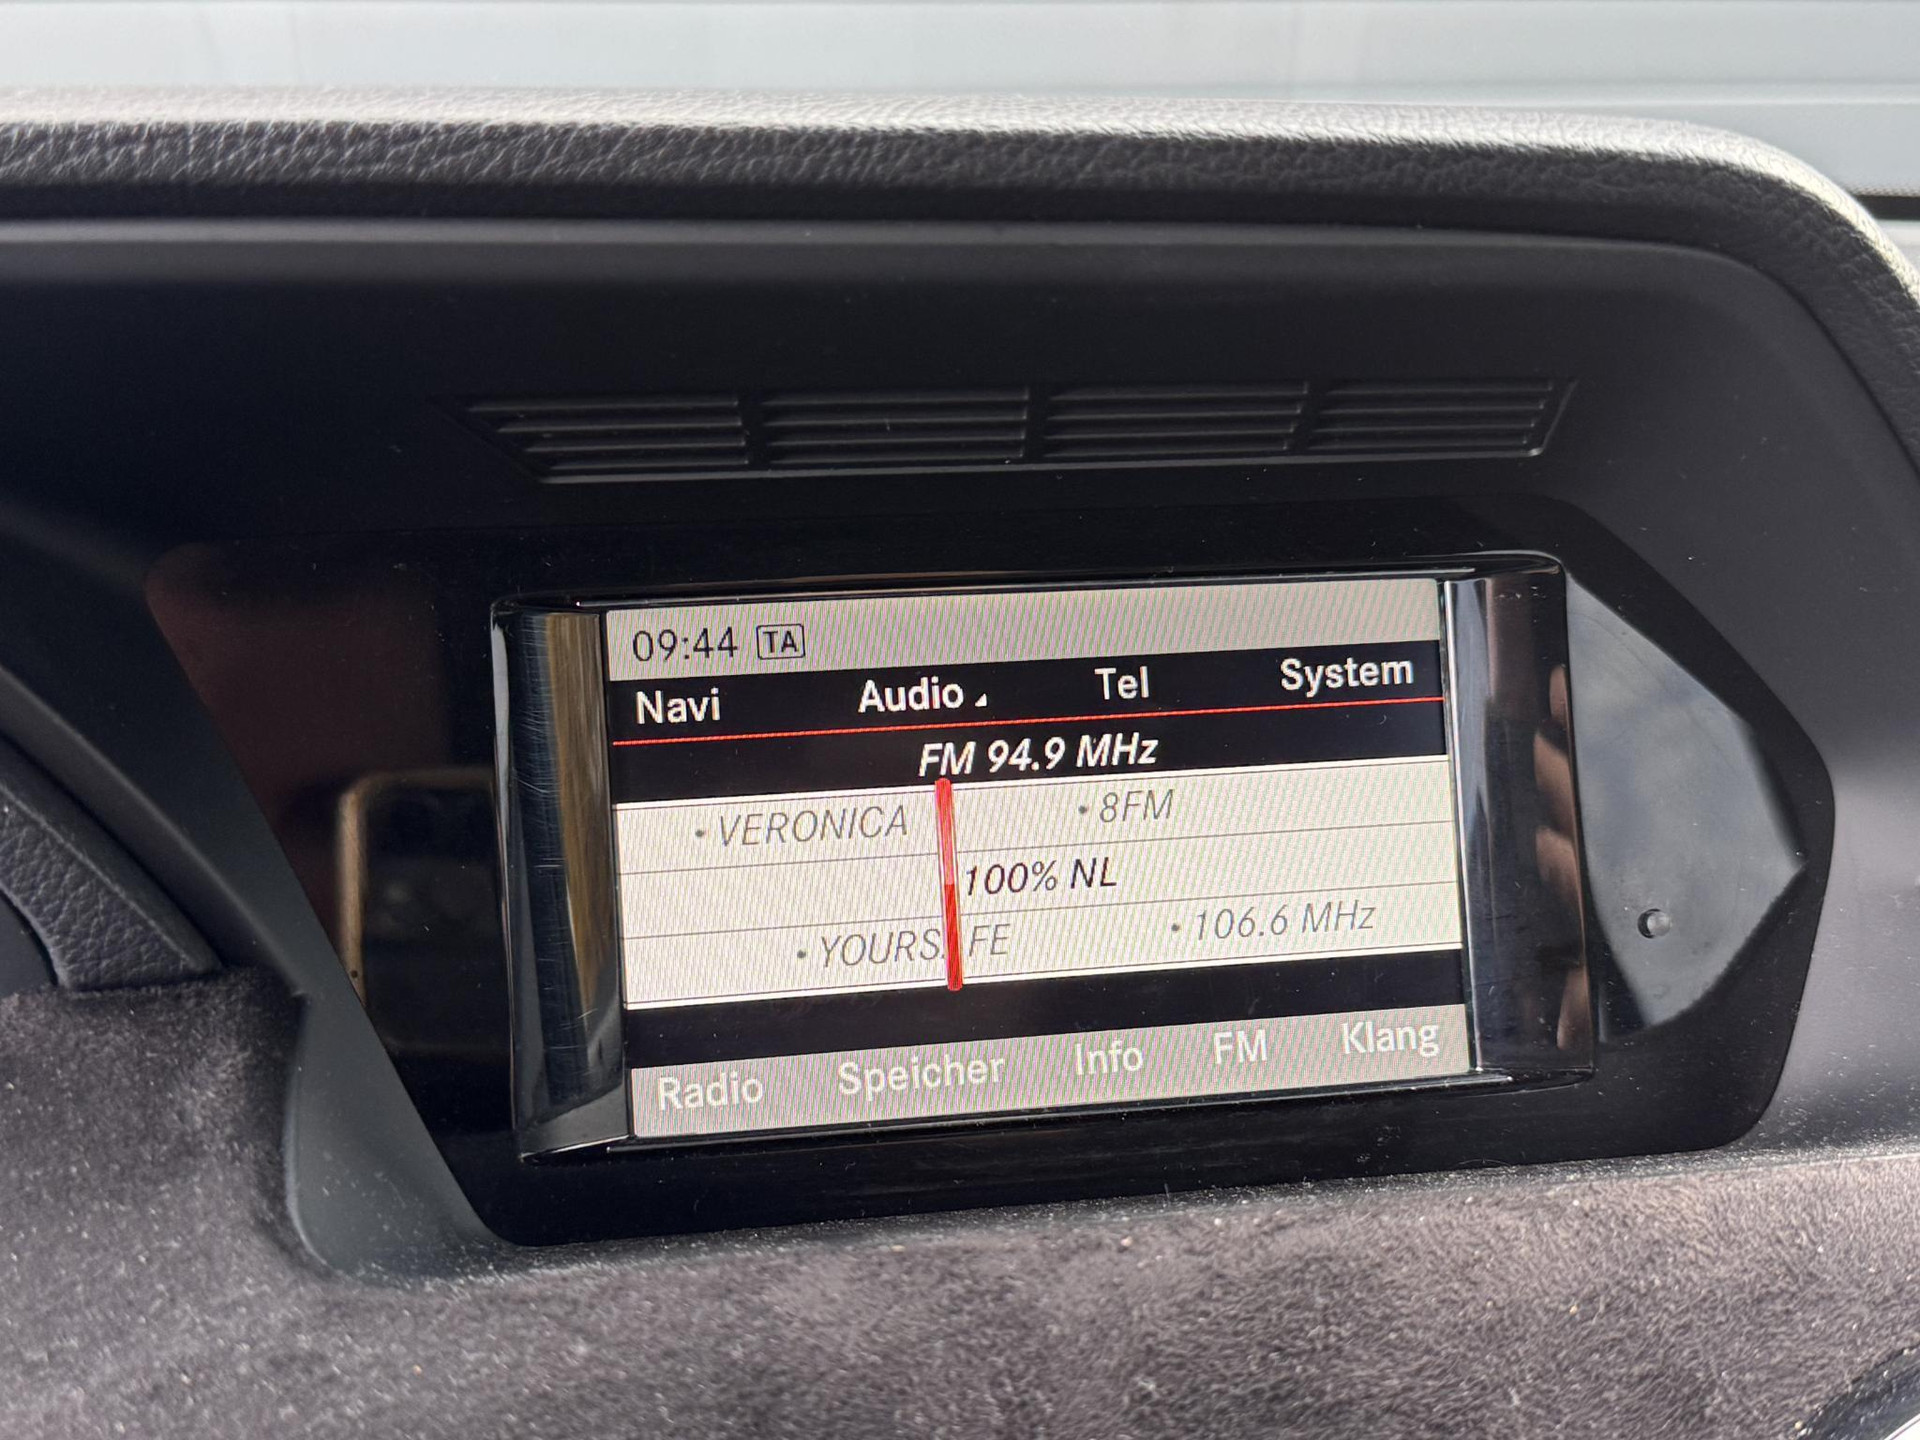 09:44 TA
Navi Audio Tel System
FM 94.9 MHz
• VERONICA • 8FM
100% NL
• YOURS FE • 106.6 MHz
Radio Speicher Info FM Klang